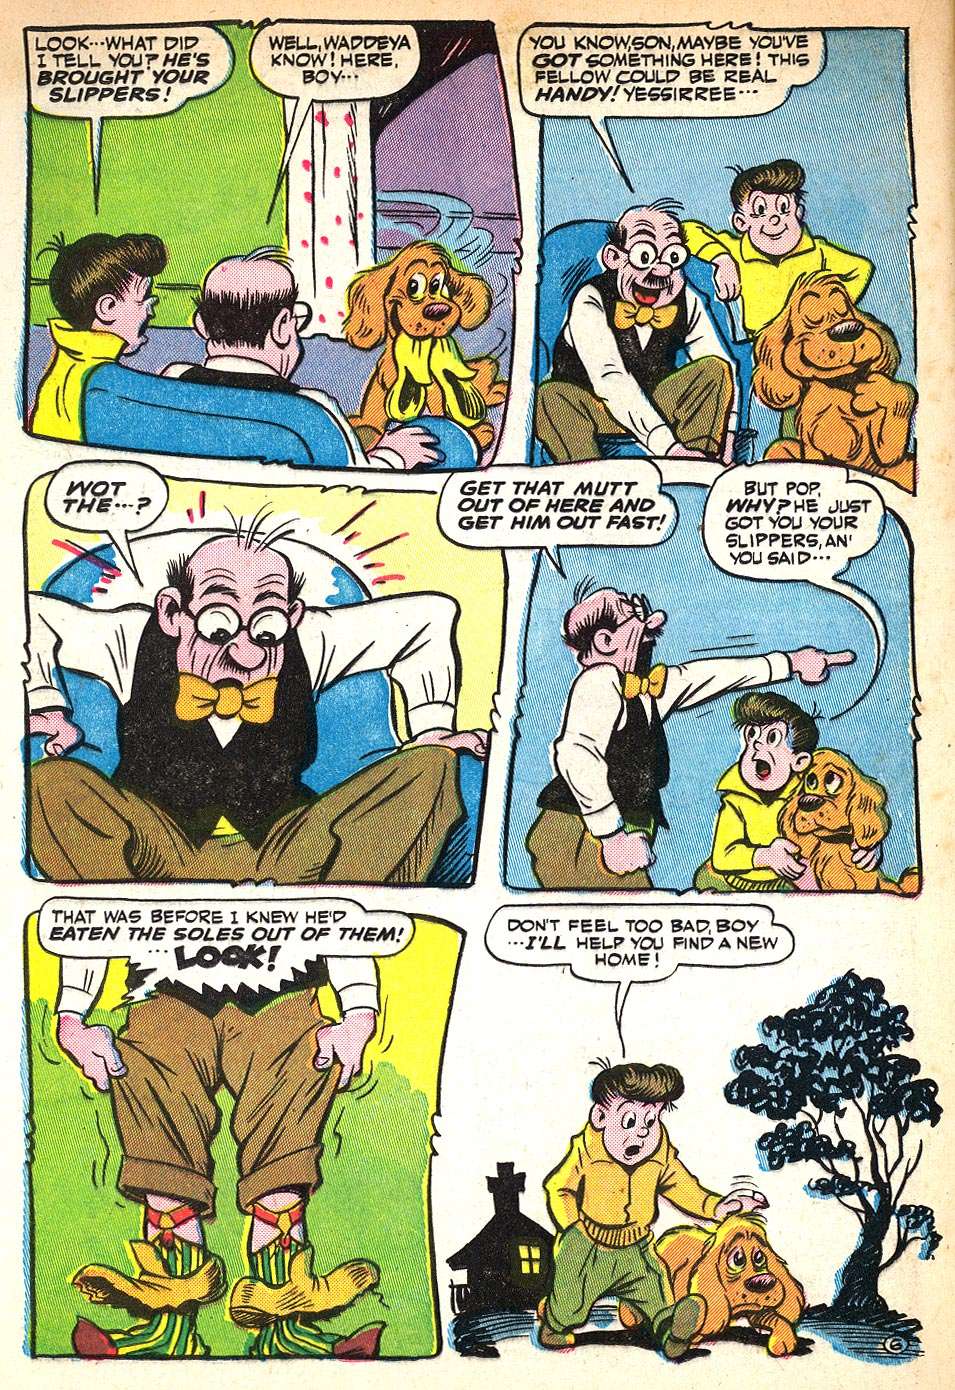 LOOK...WHAT DID
I TELL YOU? HE'S
BROUGHT YOUR
SLIPPERS!
WELL, WADDEYA
KNOW! HERE,
BOY...
YOU KNOW, SON, MAYBE YOU'VE
GOT SOMETHING HERE! THIS
FELLOW COULD BE REAL
HANDY! YESSIRREE...
WOT
THE...?
GET THAT MUTT
OUT OF HERE AND
GET HIM OUT FAST!
BUT POP,
WHY? HE JUST
GOT YOU YOUR
SLIPPERS, AN'
YOU SAID...
THAT WAS BEFORE I KNEW HE'D
EATEN THE SOLES OUT OF THEM!
... LOOK!
DON'T FEEL TOO BAD, BOY
...I'LL HELP YOU FIND A NEW
HOME!
6